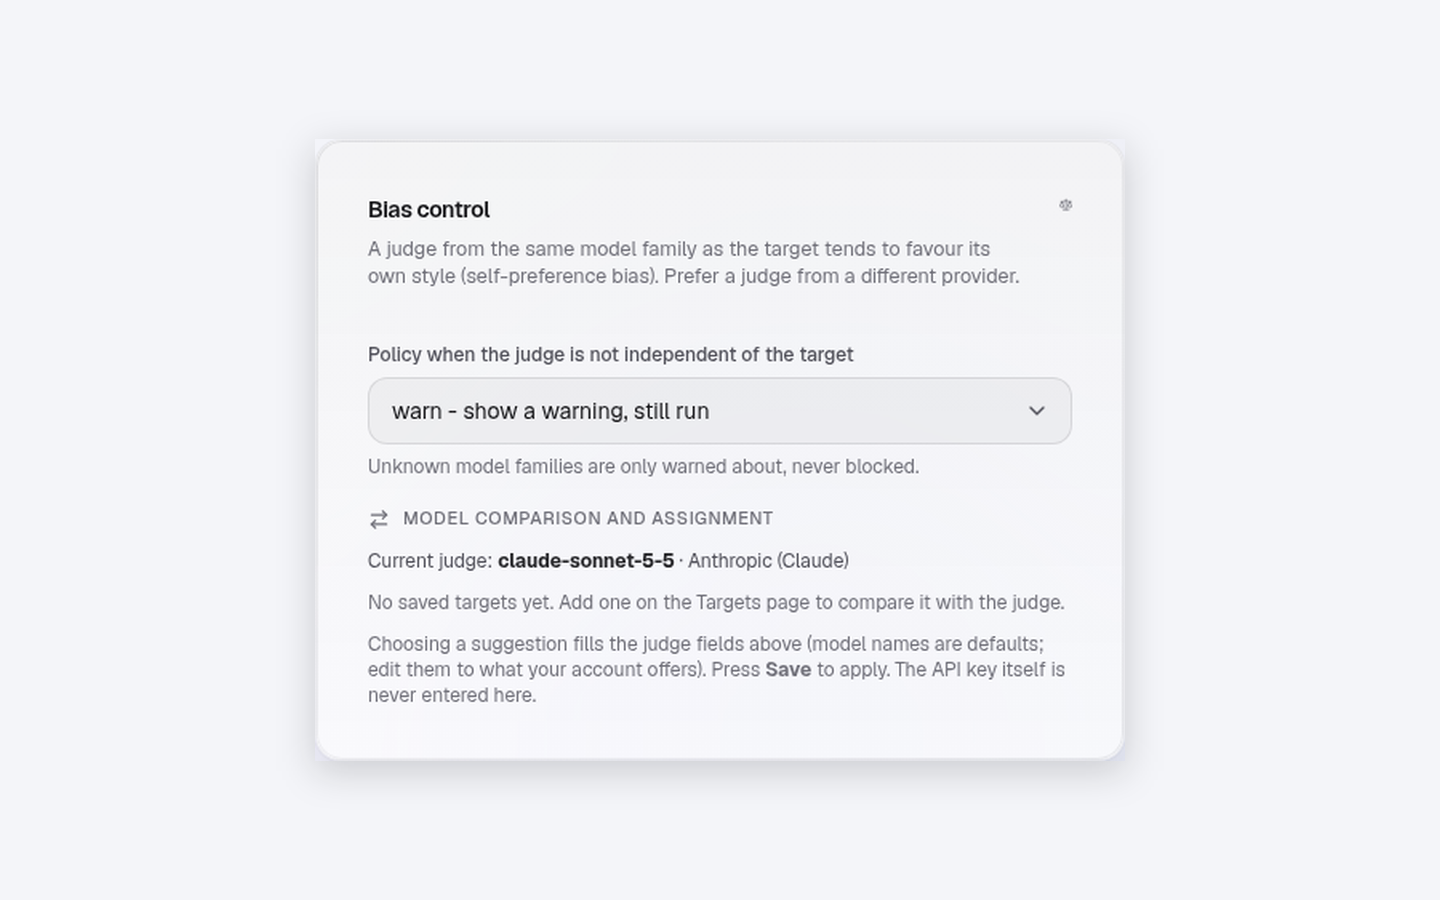 Bias control
A judge from the same model family as the target tends to favour its
own style (self-preference bias). Prefer a judge from a different provider.
Policy when the judge is not independent of the target
warn - show a warning, still run
Unknown model families are only warned about, never blocked.
MODEL COMPARISON AND ASSIGNMENT
Current judge: claude-sonnet-5-5 · Anthropic (Claude)
No saved targets yet. Add one on the Targets page to compare it with the judge.
Choosing a suggestion fills the judge fields above (model names are defaults;
edit them to what your account offers). Press Save to apply. The API key itself is
never entered here.